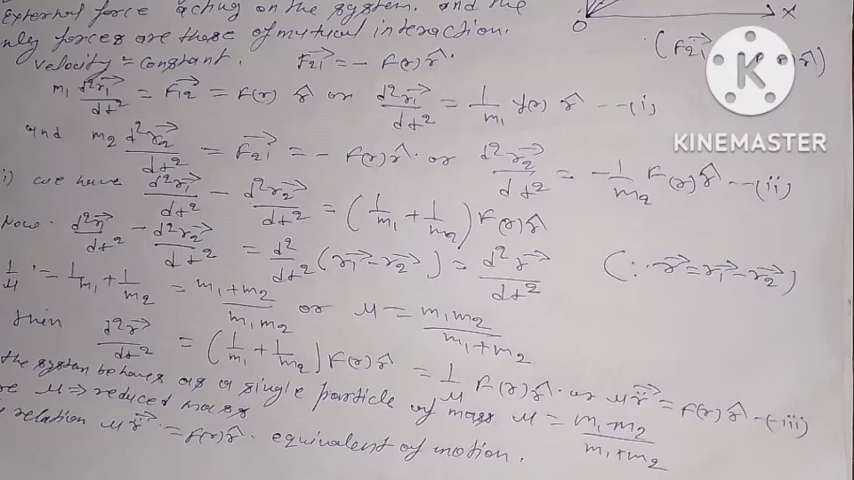 External force acting on the system. and the
nly forces are those of mutual interaction.
O X
velocity = constant. F₂₁→ = - F(r) r̂.
(F₂₁→ r̂)
K
KINEMASTER
m₁ d²r₁→/dt² = F₁₂→ = F(r) r̂ or d²r₁→/dt² = 1/m₁ f(r) r̂ ---(i)
and m₂ d²r₂→/dt² = F₂₁→ = - F(r) r̂. or d²r₂→/dt² = -1/m₂ F(r) r̂ ---(ii)
i) we have d²r₁→/dt² - d²r₂→/dt² = (1/m₁ + 1/m₂) F(r) r̂
Now d²r₁→/dt² - d²r₂→/dt² = d²/dt² (r₁→ - r₂→) = d²r→/dt² (∵ r→ = r₁→ - r₂→)
1/μ = 1/m₁ + 1/m₂ = m₁+m₂/m₁m₂ or μ = m₁m₂/m₁+m₂
then d²r→/dt² = (1/m₁ + 1/m₂) F(r) r̂ = 1/μ F(r) r̂. or μr̈→ = F(r) r̂ --(iii)
the system behaves as a single particle of mass μ = m₁m₂/m₁+m₂
re μ ⇒ reduced mass
relation μr̈→ = f(r) r̂. equivalent of motion.